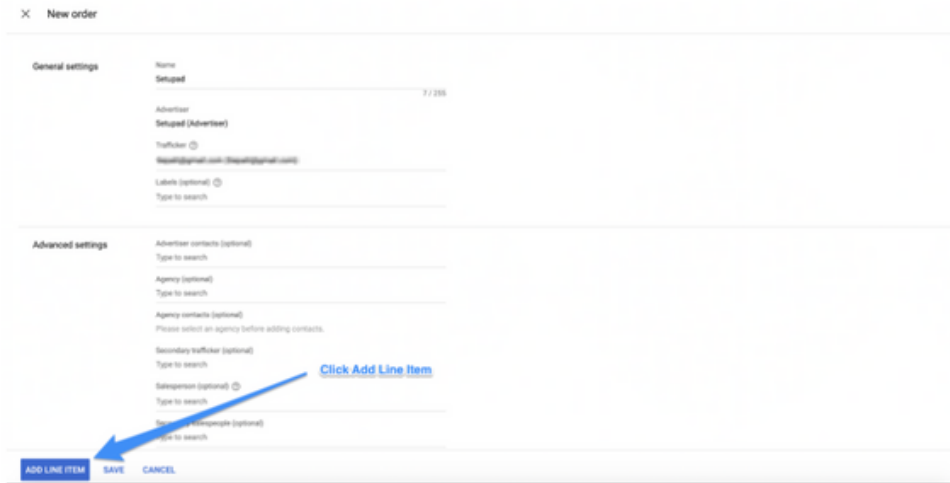 × New order
General settings
Name
Setupad
7 / 255
Advertiser
Setupad (Advertiser)
Trafficker
Labels (optional)
Type to search
Advanced settings
Advertiser contacts (optional)
Type to search
Agency (optional)
Type to search
Agency contacts (optional)
Please select an agency before adding contacts.
Secondary trafficker (optional)
Type to search
Click Add Line Item
Salesperson (optional)
Type to search
salespeople (optional)
Type to search
ADD LINE ITEM SAVE CANCEL